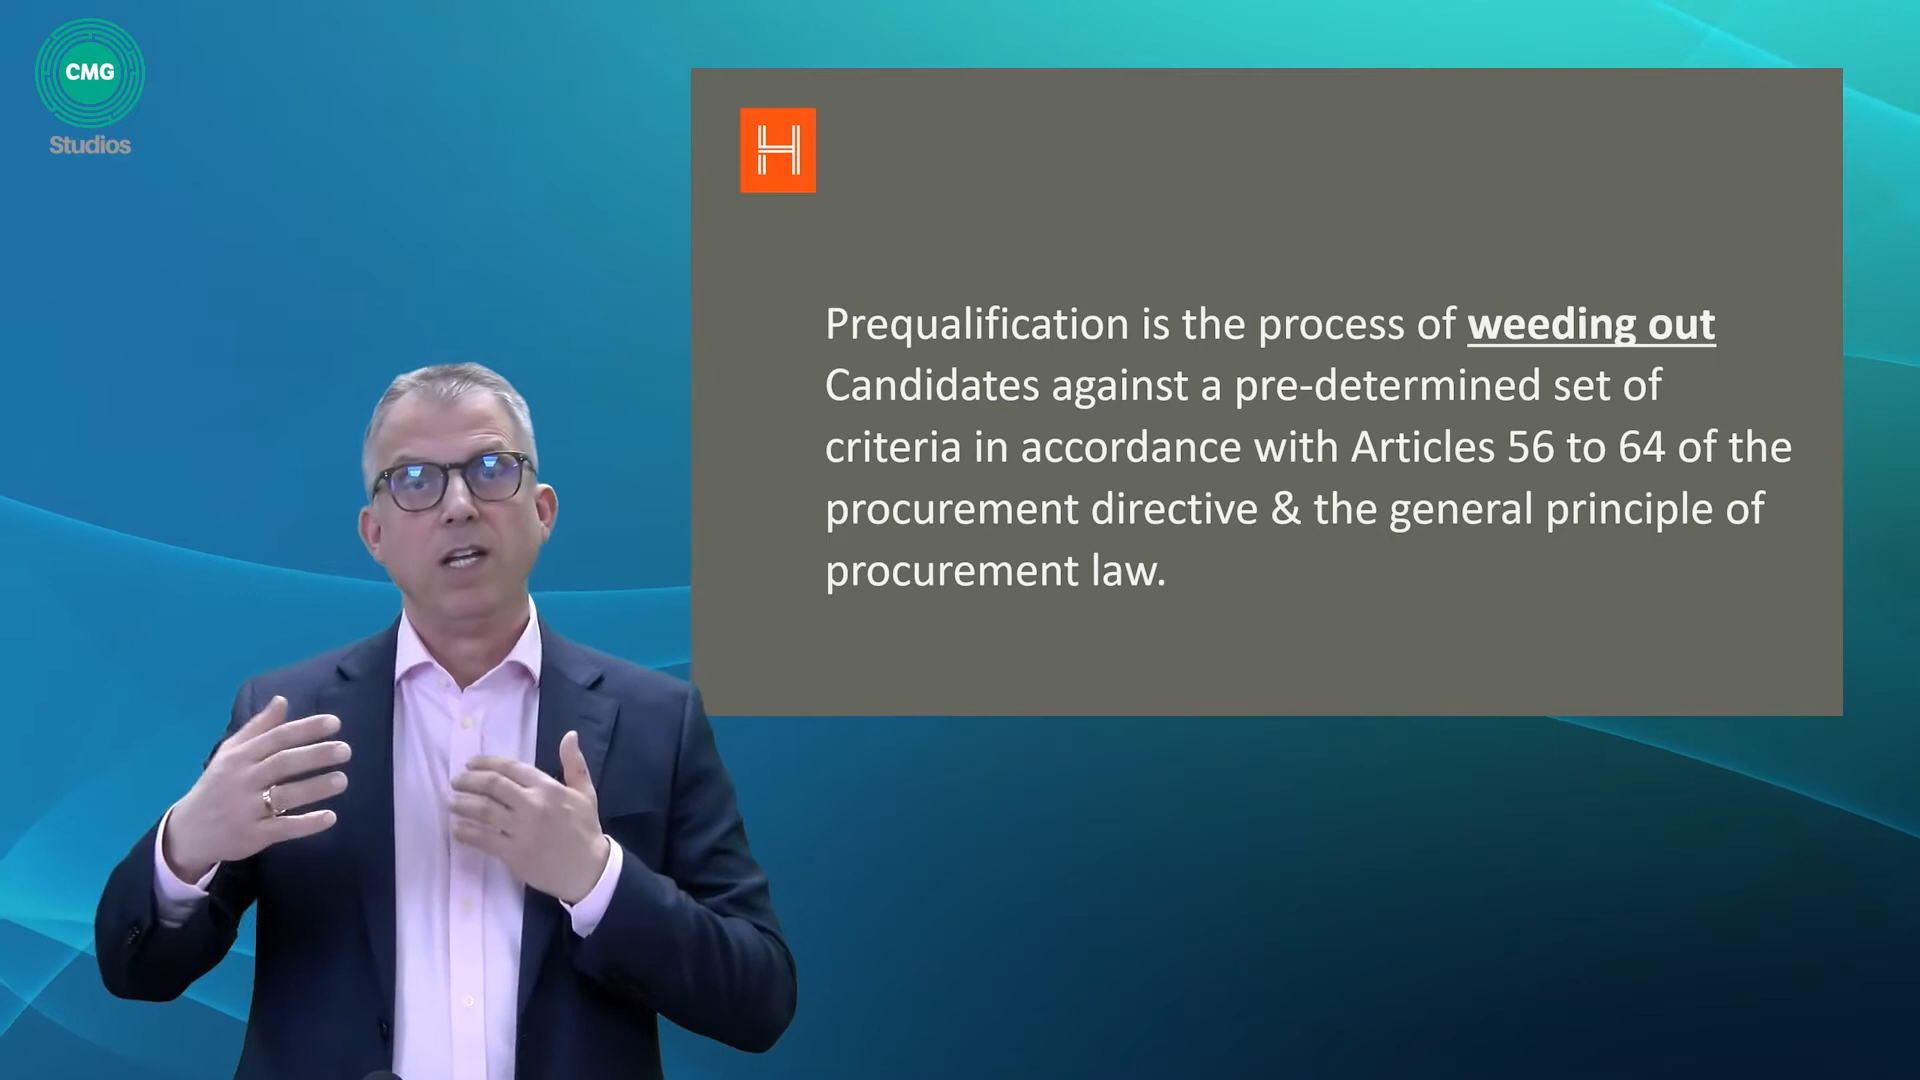 CMG
Studios
H
Prequalification is the process of weeding out
Candidates against a pre-determined set of
criteria in accordance with Articles 56 to 64 of the
procurement directive & the general principle of
procurement law.